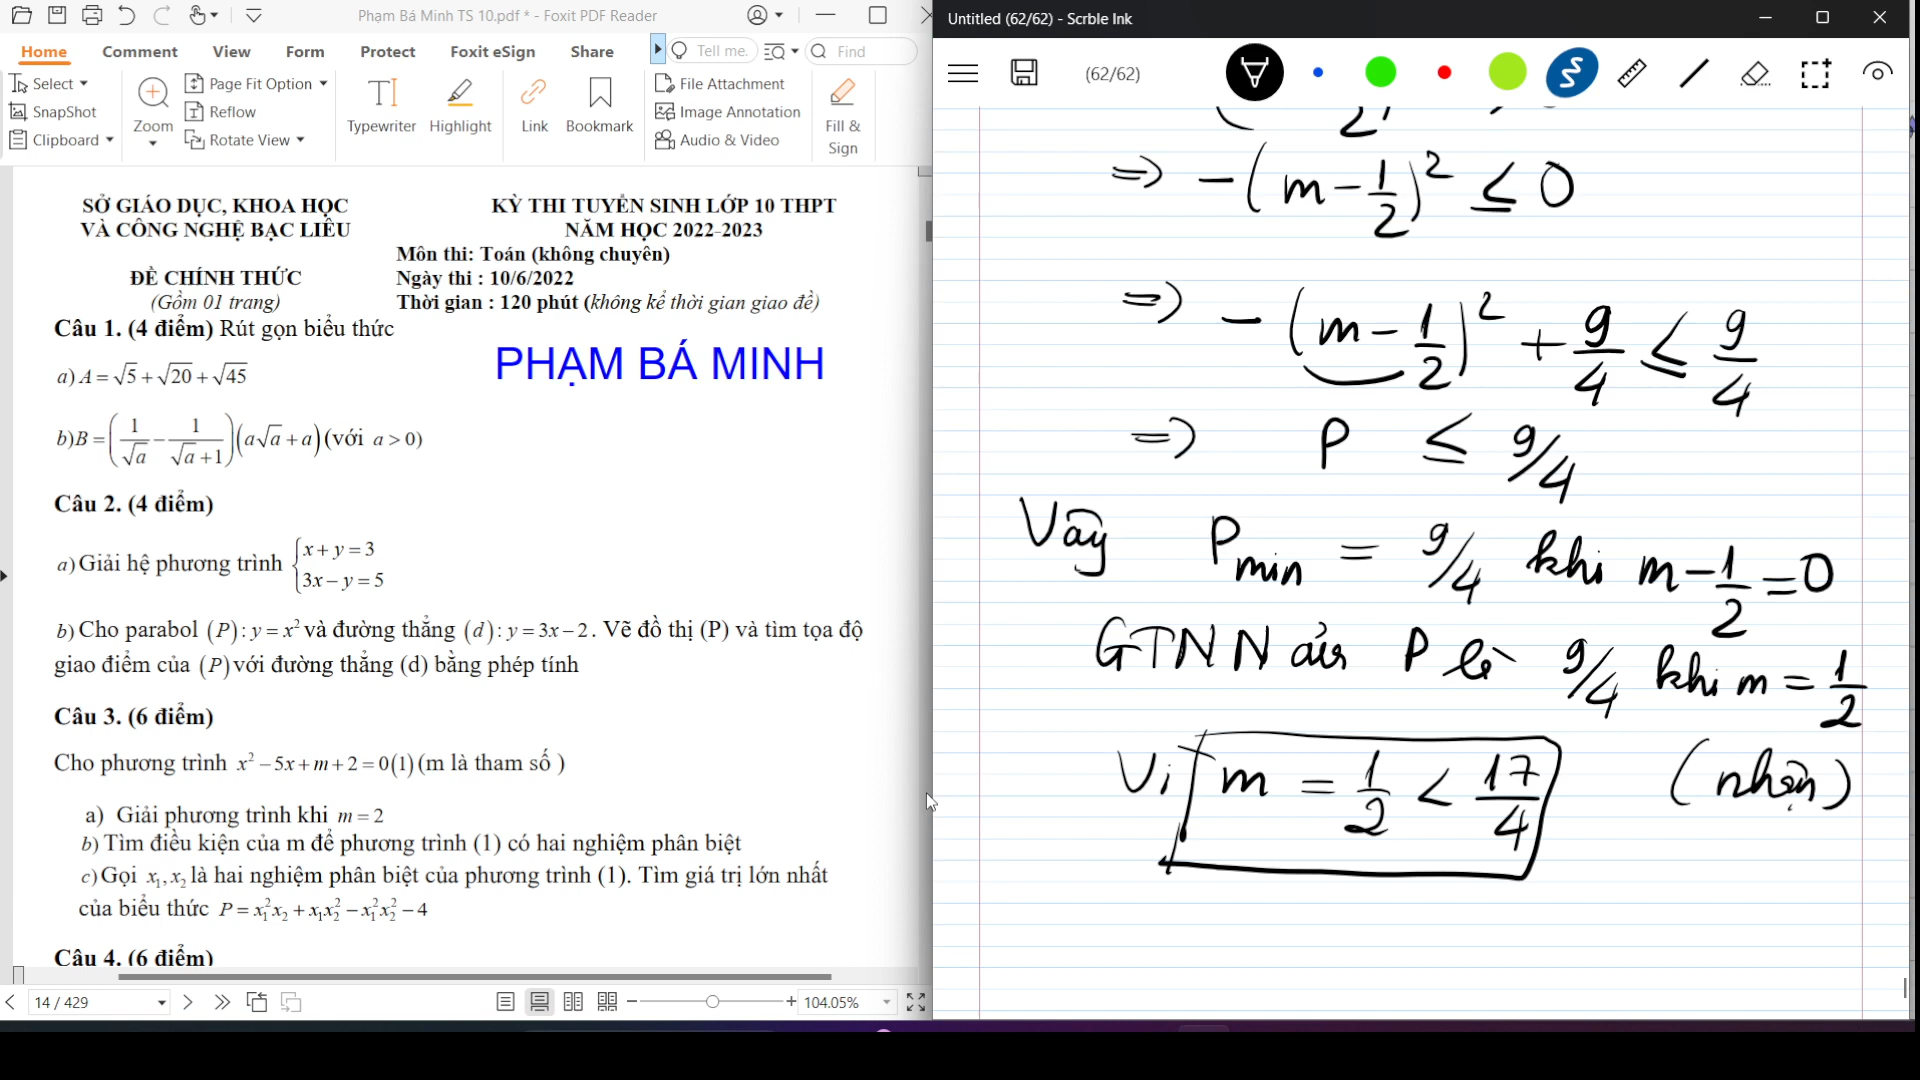 Phạm Bá Minh TS 10.pdf * - Foxit PDF Reader
Home Comment View Form Protect Foxit eSign Share Tell me. Find
Select
SnapShot
Clipboard
Zoom
Page Fit Option
Reflow
Rotate View
Typewriter
Highlight
Link
Bookmark
File Attachment
Image Annotation
Audio & Video
Fill &
Sign
SỞ GIÁO DỤC, KHOA HỌC
VÀ CÔNG NGHỆ BẠC LIÊU
ĐỀ CHÍNH THỨC
(Gồm 01 trang)
KỲ THI TUYỂN SINH LỚP 10 THPT
NĂM HỌC 2022-2023
Môn thi: Toán (không chuyên)
Ngày thi : 10/6/2022
Thời gian : 120 phút (không kể thời gian giao đề)
Câu 1. (4 điểm) Rút gọn biểu thức
PHẠM BÁ MINH
a) A = √5 + √20 + √45
b) B = (1/√a − 1/(√a + 1)) (a√a + a) (với a > 0)
Câu 2. (4 điểm)
a) Giải hệ phương trình { x + y = 3
3x − y = 5
b) Cho parabol (P): y = x² và đường thẳng (d): y = 3x − 2. Vẽ đồ thị (P) và tìm tọa độ
giao điểm của (P) với đường thẳng (d) bằng phép tính
Câu 3. (6 điểm)
Cho phương trình x² − 5x + m + 2 = 0 (1) (m là tham số )
a) Giải phương trình khi m = 2
b) Tìm điều kiện của m để phương trình (1) có hai nghiệm phân biệt
c) Gọi x₁, x₂ là hai nghiệm phân biệt của phương trình (1). Tìm giá trị lớn nhất
của biểu thức P = x₁²x₂ + x₁x₂² − x₁²x₂² − 4
Câu 4. (6 điểm)
14 / 429
104.05%
Untitled (62/62) - Scrble Ink
(62/62)
=> −(m − 1/2)² ≤ 0
=> −(m − 1/2)² + 9/4 ≤ 9/4
=> P ≤ 9/4
Vậy P min = 9/4 khi m − 1/2 = 0
GTNN của P là 9/4 khi m = 1/2
Vì m = 1/2 < 17/4 (nhận)